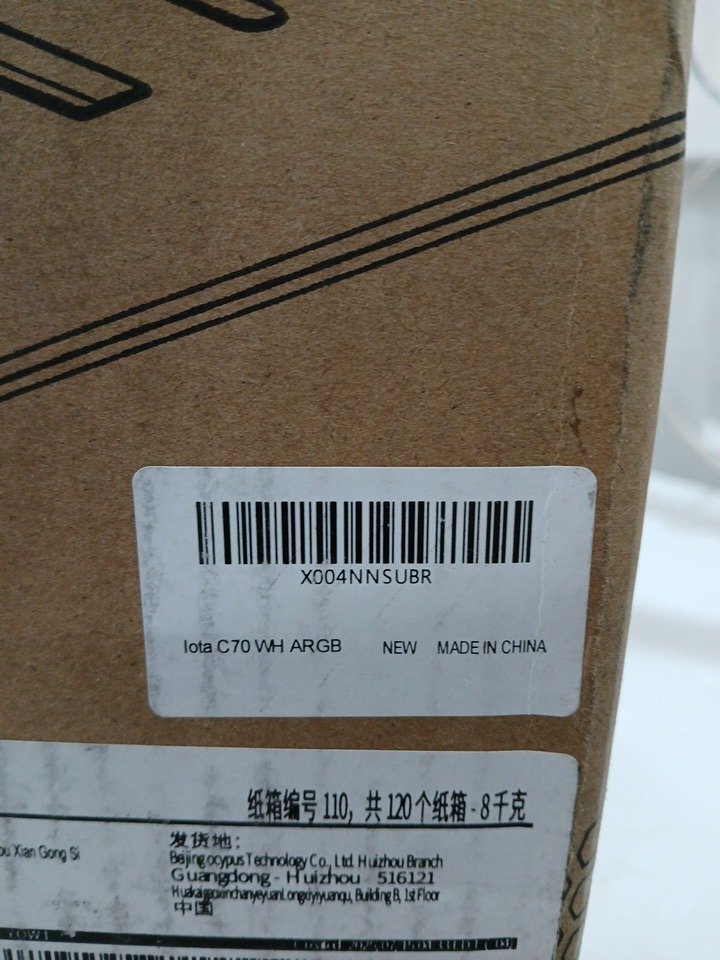 X004NNSUBR
Iota C70 WH ARGB NEW MADE IN CHINA
纸箱编号 110, 共 120 个纸箱 - 8 千克
ou Xian Gong Si
发货地:
Beijing ocypus Technology Co., Ltd. Huizhou Branch
Guangdong - Huizhou 516121
Building B, 1st Floor
中国